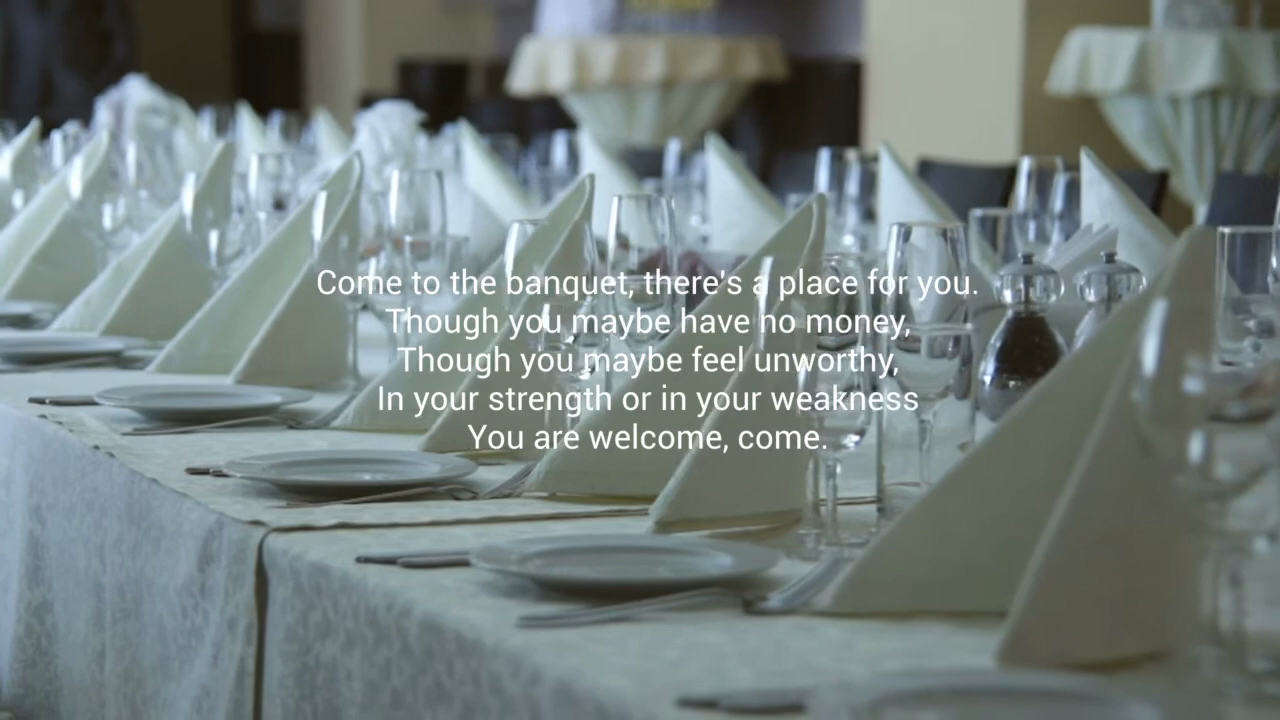 Come to the banquet, there's a place for you.
Though you maybe have no money,
Though you maybe feel unworthy,
In your strength or in your weakness
You are welcome, come.